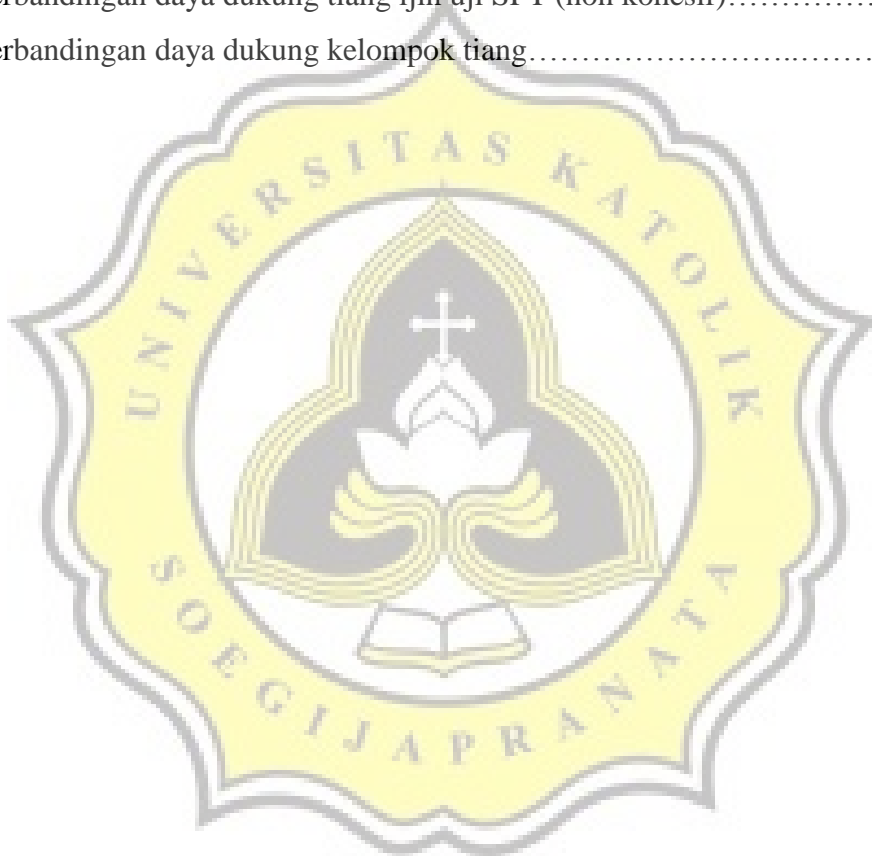 erbandingan daya dukung tiang ijin uji SPT (non kohesif)……………
erbandingan daya dukung kelompok tiang……………………..………
UNIVERSITAS KATOLIK
SOEGIJAPRANATA